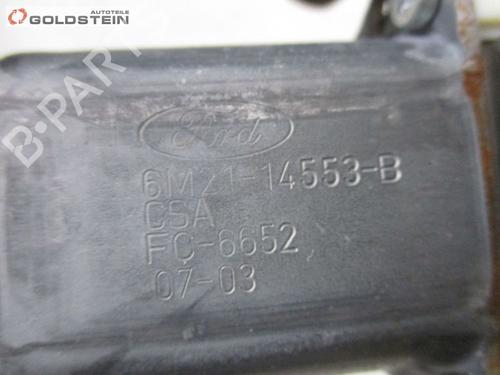 AUTOTEILE
GOLDSTEIN
B-PARTS
Ford
6M21-14553-B
CSA
FC-6652
07-03